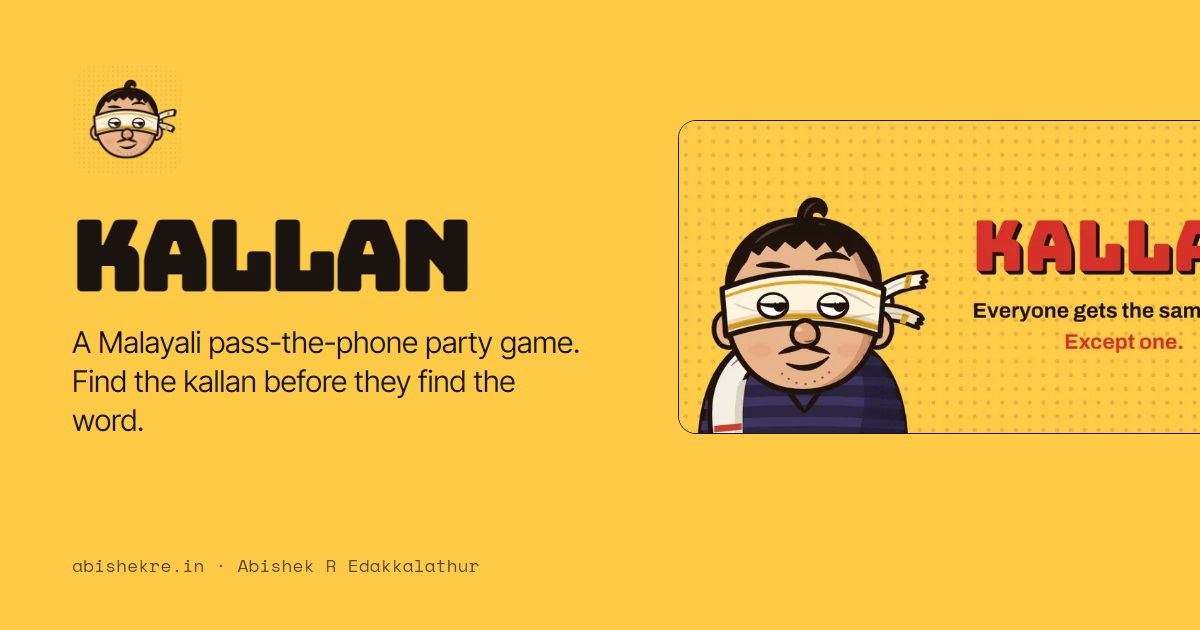 KALLAN
A Malayali pass-the-phone party game.
Find the kallan before they find the
word.
abishekre.in · Abishek R Edakkalathur
Everyone gets the
Except one.